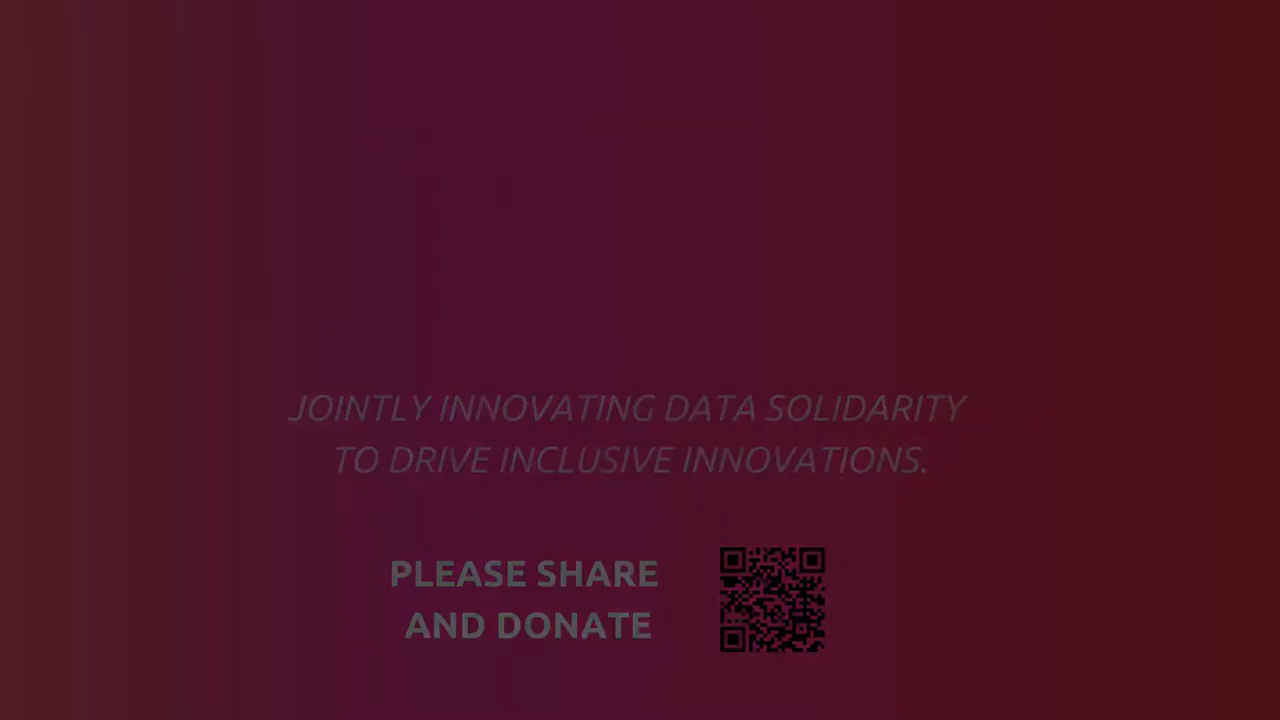 JOINTLY INNOVATING DATA SOLIDARITY
TO DRIVE INCLUSIVE INNOVATIONS.
PLEASE SHARE
AND DONATE